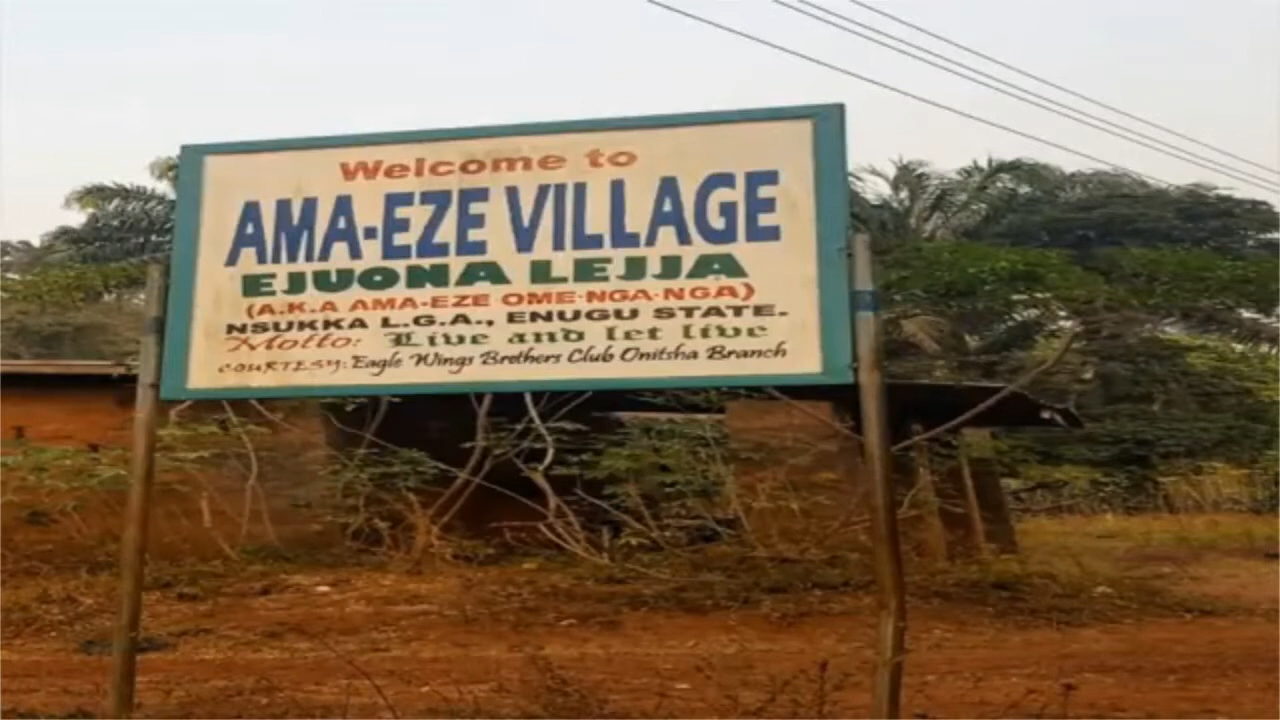 Welcome to
AMA-EZE VILLAGE
EJUONA LEJJA
(A.K.A AMA-EZE OME-NGA-NGA)
NSUKKA L.G.A., ENUGU STATE.
Motto: Live and let live
COURTESY: Eagle Wings Brothers Club Onitsha Branch